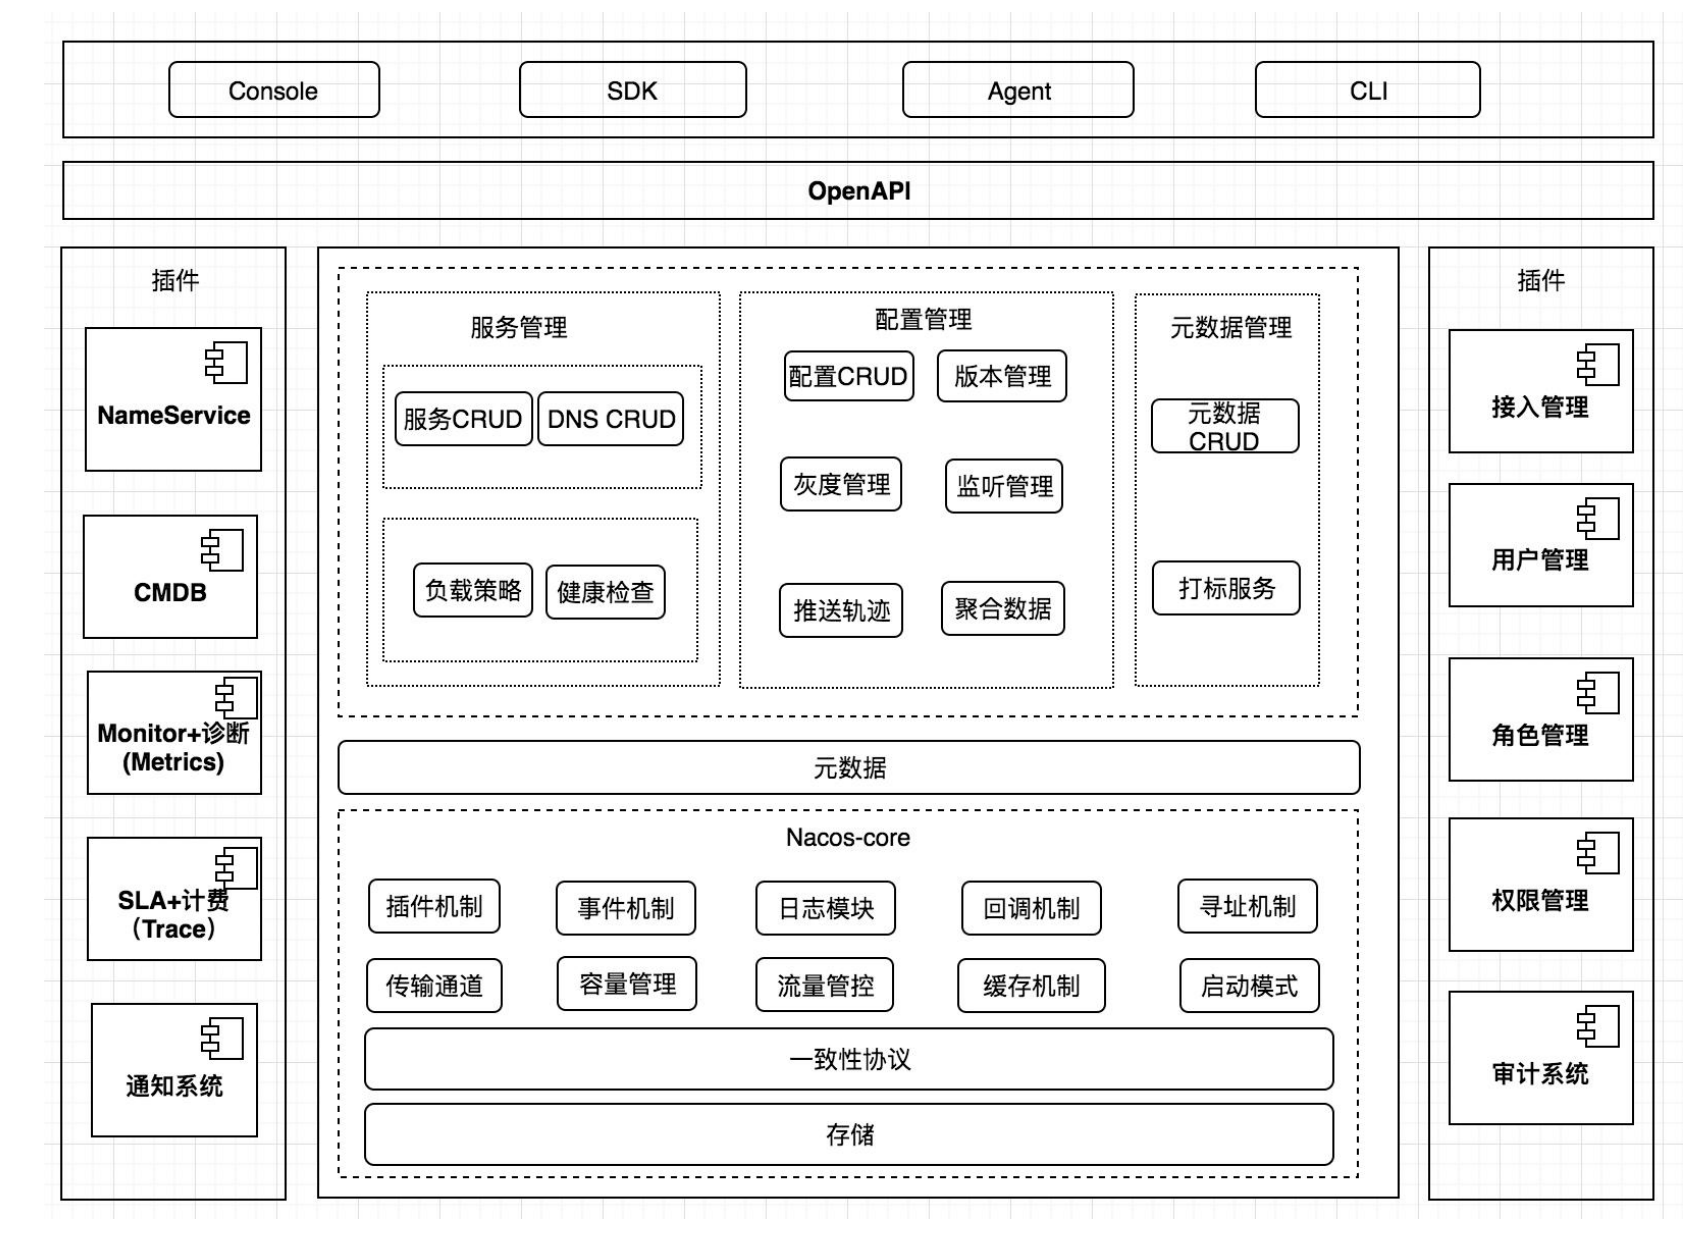 Console
SDK
Agent
CLI
OpenAPI
插件
NameService
CMDB
Monitor+诊断
(Metrics)
SLA+计费
（Trace）
通知系统
服务管理
服务CRUD
DNS CRUD
负载策略
健康检查
配置管理
配置CRUD
版本管理
灰度管理
监听管理
推送轨迹
聚合数据
元数据管理
元数据
CRUD
打标服务
元数据
Nacos-core
插件机制
事件机制
日志模块
回调机制
寻址机制
传输通道
容量管理
流量管控
缓存机制
启动模式
一致性协议
存储
插件
接入管理
用户管理
角色管理
权限管理
审计系统